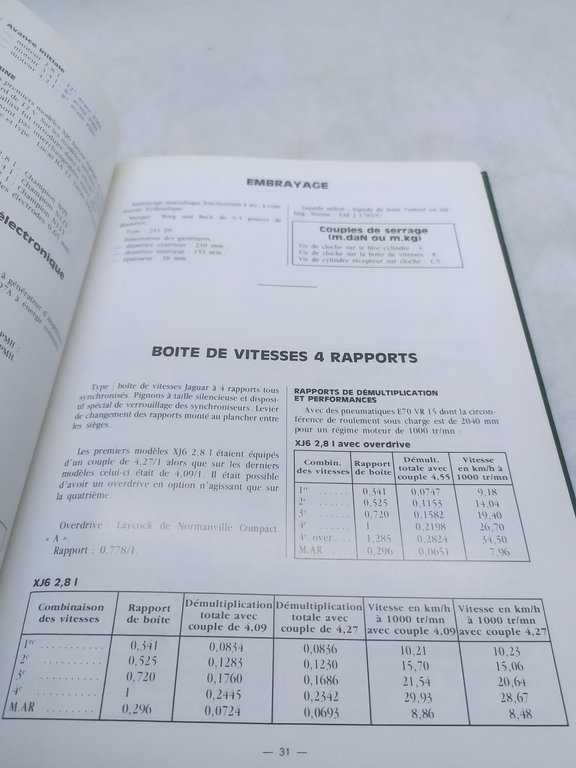 Avance initiale
moteur 2,8 l
électronique
EMBRAYAGE
Embrayage monodisque fonctionnant à sec à commande hydraulique.
Marque : Borg and Beck de 9,5 pouces de
diamètre
Type
Dimensions des garnitures
— diamètre extérieur : 230 mm ;
— diamètre intérieur : 155 mm ;
— épaisseur : 38 mm.
Liquide utilisé : liquide de frein
Norme SAE J 1703/C.
Couples de serrage
(m.daN ou m.kg)
Vis de cloche sur le bloc-cylindre
Vis de cloche sur la boîte de vitesses : 8.
Vis de cylindre récepteur sur cloche : 1,5.
BOITE DE VITESSES 4 RAPPORTS
Type : boîte de vitesses Jaguar à 4 rapports tous
synchronisés. Pignons à taille silencieuse et disposi-
tif spécial de verrouillage des synchroniseurs. Levier
de changement des rapports monté au plancher entre
les sièges.
Les premiers modèles XJ6 2,8 l étaient équipés
d'un couple de 4,27/1 alors que sur les derniers
modèles celui-ci était de 4,09/1. Il était possible
d'avoir un overdrive en option n'agissant que sur
la quatrième.
Overdrive : Laycock de Normanville Compact
« A ».
Rapport : 0,778/1.
RAPPORTS DE DÉMULTIPLICATION
ET PERFORMANCES
Avec des pneumatiques E70 VR 15 dont la circon-
férence de roulement sous charge est de 2040 mm
pour un régime moteur de 1000 tr/mn :
XJ6 2,8 l avec overdrive
Combin. des vitesses Rapport de boîte Démult. totale avec couple 4,55 Vitesse en km/h à 1000 tr/mn
1re ...... 0,341 0,0747 9,18
2e ...... 0,525 0,1153 14,04
3e ...... 0,720 0,1582 19,40
4e ...... 1 0,2198 26,70
4e over. ... 1,285 0,2824 34,50
M.AR ...... 0,296 0,0651 7,96
XJ6 2,8 l
Combinaison des vitesses Rapport de boîte Démultiplication totale avec couple de 4,09 Démultiplication totale avec couple de 4,27 Vitesse en km/h à 1000 tr/mn avec couple 4,09 Vitesse en km/h à 1000 tr/mn avec couple 4,27
1re ........... 0,341 0,0834 0,0836 10,21 10,23
2e ........... 0,525 0,1283 0,1230 15,70 15,06
3e ........... 0,720 0,1760 0,1686 21,54 20,64
4e ........... 1 0,2445 0,2342 29,93 28,67
M.AR ......... 0,296 0,0724 0,0693 8,86 8,48
— 31 —